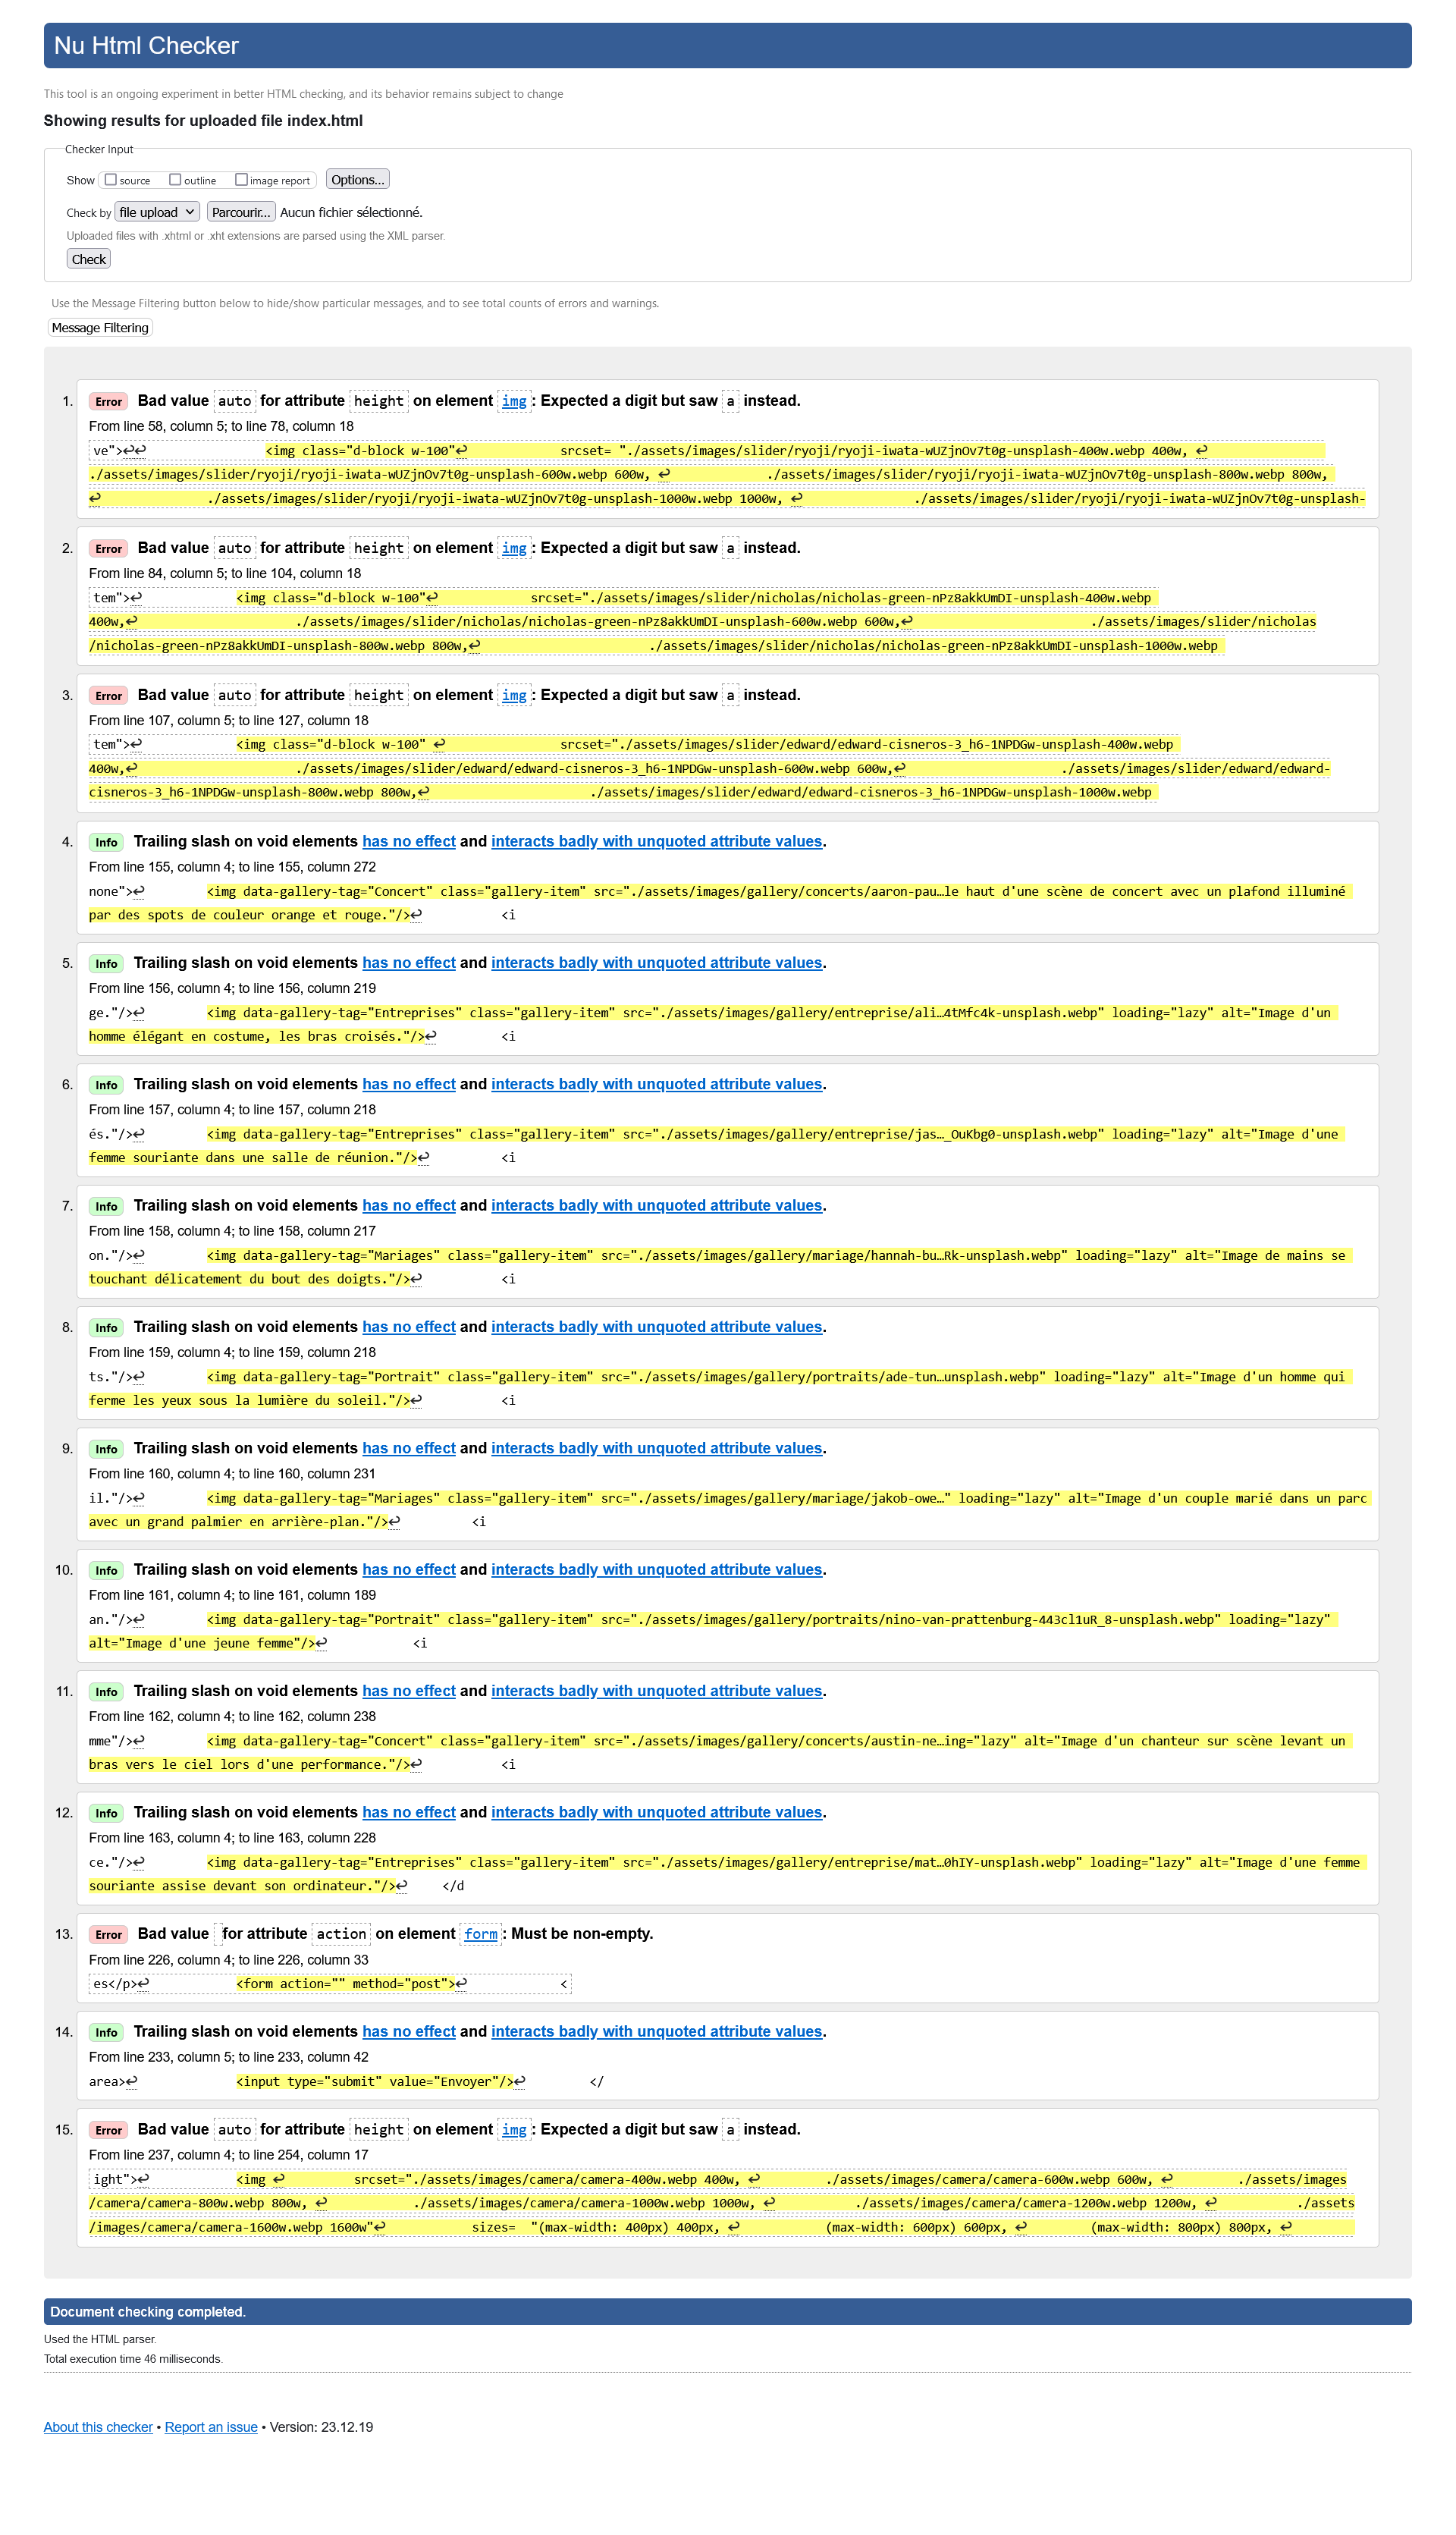 Nu Html Checker
This tool is an ongoing experiment in better HTML checking, and its behavior remains subject to change
Showing results for uploaded file index.html
Checker Input
Show source outline image report Options...
Check by file upload Parcourir... Aucun fichier sélectionné.
Uploaded files with .xhtml or .xht extensions are parsed using the XML parser.
Check
Use the Message Filtering button below to hide/show particular messages, and to see total counts of errors and warnings.
Message Filtering
1. Error Bad value auto for attribute height on element img: Expected a digit but saw a instead.
From line 58, column 5; to line 78, column 18
ve">↩↩ <img class="d-block w-100"↩ srcset= "./assets/images/slider/ryoji/ryoji-iwata-wUZjnOv7t0g-unsplash-400w.webp 400w, ↩
./assets/images/slider/ryoji/ryoji-iwata-wUZjnOv7t0g-unsplash-600w.webp 600w, ↩ ./assets/images/slider/ryoji/ryoji-iwata-wUZjnOv7t0g-unsplash-800w.webp 800w,
↩ ./assets/images/slider/ryoji/ryoji-iwata-wUZjnOv7t0g-unsplash-1000w.webp 1000w, ↩ ./assets/images/slider/ryoji/ryoji-iwata-wUZjnOv7t0g-unsplash-
2. Error Bad value auto for attribute height on element img: Expected a digit but saw a instead.
From line 84, column 5; to line 104, column 18
tem">↩ <img class="d-block w-100"↩ srcset="./assets/images/slider/nicholas/nicholas-green-nPz8akkUmDI-unsplash-400w.webp
400w,↩ ./assets/images/slider/nicholas/nicholas-green-nPz8akkUmDI-unsplash-600w.webp 600w,↩ ./assets/images/slider/nicholas
/nicholas-green-nPz8akkUmDI-unsplash-800w.webp 800w,↩ ./assets/images/slider/nicholas/nicholas-green-nPz8akkUmDI-unsplash-1000w.webp
3. Error Bad value auto for attribute height on element img: Expected a digit but saw a instead.
From line 107, column 5; to line 127, column 18
tem">↩ <img class="d-block w-100" ↩ srcset="./assets/images/slider/edward/edward-cisneros-3_h6-1NPDGw-unsplash-400w.webp
400w,↩ ./assets/images/slider/edward/edward-cisneros-3_h6-1NPDGw-unsplash-600w.webp 600w,↩ ./assets/images/slider/edward/edward-
cisneros-3_h6-1NPDGw-unsplash-800w.webp 800w,↩ ./assets/images/slider/edward/edward-cisneros-3_h6-1NPDGw-unsplash-1000w.webp
4. Info Trailing slash on void elements has no effect and interacts badly with unquoted attribute values.
From line 155, column 4; to line 155, column 272
none">↩ <img data-gallery-tag="Concert" class="gallery-item" src="./assets/images/gallery/concerts/aaron-pau…le haut d'une scène de concert avec un plafond illuminé
par des spots de couleur orange et rouge."/>↩ <i
5. Info Trailing slash on void elements has no effect and interacts badly with unquoted attribute values.
From line 156, column 4; to line 156, column 219
ge."/>↩ <img data-gallery-tag="Entreprises" class="gallery-item" src="./assets/images/gallery/entreprise/ali…4tMfc4k-unsplash.webp" loading="lazy" alt="Image d'un
homme élégant en costume, les bras croisés."/>↩ <i
6. Info Trailing slash on void elements has no effect and interacts badly with unquoted attribute values.
From line 157, column 4; to line 157, column 218
és."/>↩ <img data-gallery-tag="Entreprises" class="gallery-item" src="./assets/images/gallery/entreprise/jas…_OuKbg0-unsplash.webp" loading="lazy" alt="Image d'une
femme souriante dans une salle de réunion."/>↩ <i
7. Info Trailing slash on void elements has no effect and interacts badly with unquoted attribute values.
From line 158, column 4; to line 158, column 217
on."/>↩ <img data-gallery-tag="Mariages" class="gallery-item" src="./assets/images/gallery/mariage/hannah-bu…Rk-unsplash.webp" loading="lazy" alt="Image de mains se
touchant délicatement du bout des doigts."/>↩ <i
8. Info Trailing slash on void elements has no effect and interacts badly with unquoted attribute values.
From line 159, column 4; to line 159, column 218
ts."/>↩ <img data-gallery-tag="Portrait" class="gallery-item" src="./assets/images/gallery/portraits/ade-tun…unsplash.webp" loading="lazy" alt="Image d'un homme qui
ferme les yeux sous la lumière du soleil."/>↩ <i
9. Info Trailing slash on void elements has no effect and interacts badly with unquoted attribute values.
From line 160, column 4; to line 160, column 231
il."/>↩ <img data-gallery-tag="Mariages" class="gallery-item" src="./assets/images/gallery/mariage/jakob-owe…" loading="lazy" alt="Image d'un couple marié dans un parc
avec un grand palmier en arrière-plan."/>↩ <i
10. Info Trailing slash on void elements has no effect and interacts badly with unquoted attribute values.
From line 161, column 4; to line 161, column 189
an."/>↩ <img data-gallery-tag="Portrait" class="gallery-item" src="./assets/images/gallery/portraits/nino-van-prattenburg-443cl1uR_8-unsplash.webp" loading="lazy"
alt="Image d'une jeune femme"/>↩ <i
11. Info Trailing slash on void elements has no effect and interacts badly with unquoted attribute values.
From line 162, column 4; to line 162, column 238
mme"/>↩ <img data-gallery-tag="Concert" class="gallery-item" src="./assets/images/gallery/concerts/austin-ne…ing="lazy" alt="Image d'un chanteur sur scène levant un
bras vers le ciel lors d'une performance."/>↩ <i
12. Info Trailing slash on void elements has no effect and interacts badly with unquoted attribute values.
From line 163, column 4; to line 163, column 228
ce."/>↩ <img data-gallery-tag="Entreprises" class="gallery-item" src="./assets/images/gallery/entreprise/mat…0hIY-unsplash.webp" loading="lazy" alt="Image d'une femme
souriante assise devant son ordinateur."/>↩ </d
13. Error Bad value for attribute action on element form: Must be non-empty.
From line 226, column 4; to line 226, column 33
es</p>↩ <form action="" method="post">↩ <
14. Info Trailing slash on void elements has no effect and interacts badly with unquoted attribute values.
From line 233, column 5; to line 233, column 42
area>↩ <input type="submit" value="Envoyer"/>↩ </
15. Error Bad value auto for attribute height on element img: Expected a digit but saw a instead.
From line 237, column 4; to line 254, column 17
ight">↩ <img ↩ srcset="./assets/images/camera/camera-400w.webp 400w, ↩ ./assets/images/camera/camera-600w.webp 600w, ↩ ./assets/images
/camera/camera-800w.webp 800w, ↩ ./assets/images/camera/camera-1000w.webp 1000w, ↩ ./assets/images/camera/camera-1200w.webp 1200w, ↩ ./assets
/images/camera/camera-1600w.webp 1600w"↩ sizes= "(max-width: 400px) 400px, ↩ (max-width: 600px) 600px, ↩ (max-width: 800px) 800px, ↩
Document checking completed.
Used the HTML parser.
Total execution time 46 milliseconds.
About this checker • Report an issue • Version: 23.12.19